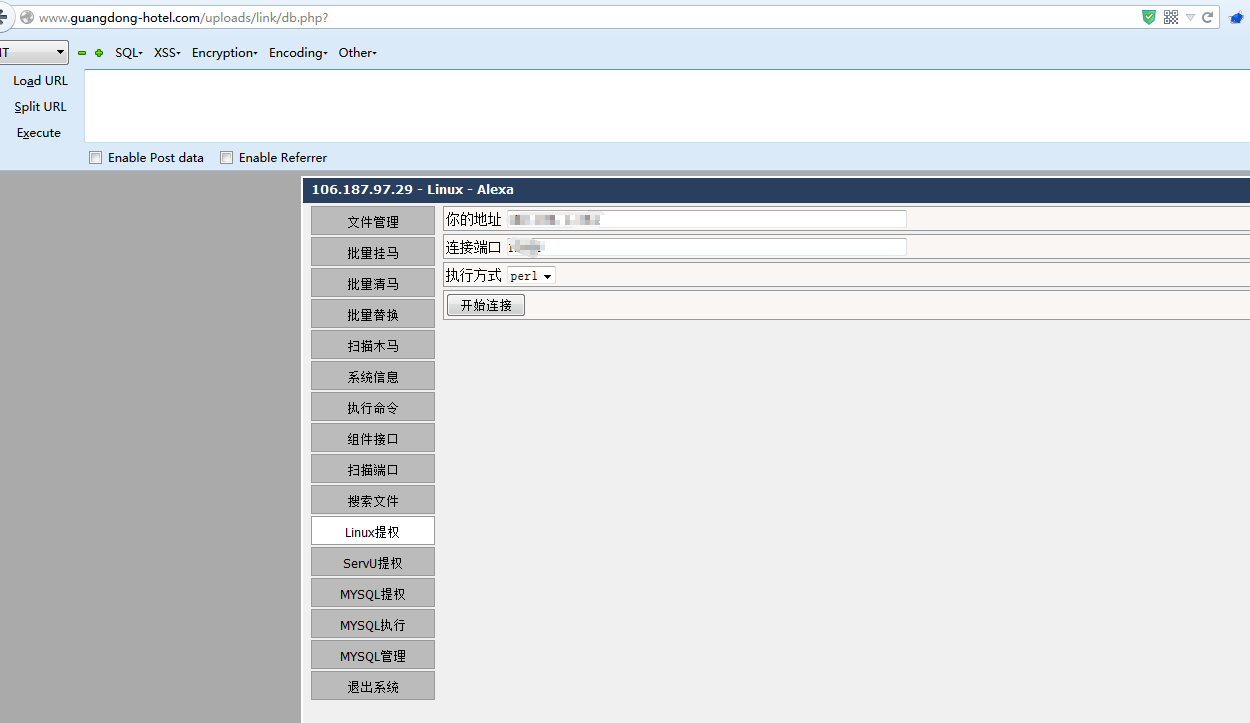 www.guangdong-hotel.com/uploads/link/db.php?
SQL XSS Encryption Encoding Other
Load URL
Split URL
Execute
Enable Post data Enable Referrer
106.187.97.29 - Linux - Alexa
文件管理
批量挂马
批量清马
批量替换
扫描木马
系统信息
执行命令
组件接口
扫描端口
搜索文件
Linux提权
ServU提权
MYSQL提权
MYSQL执行
MYSQL管理
退出系统
你的地址
连接端口
执行方式 perl
开始连接